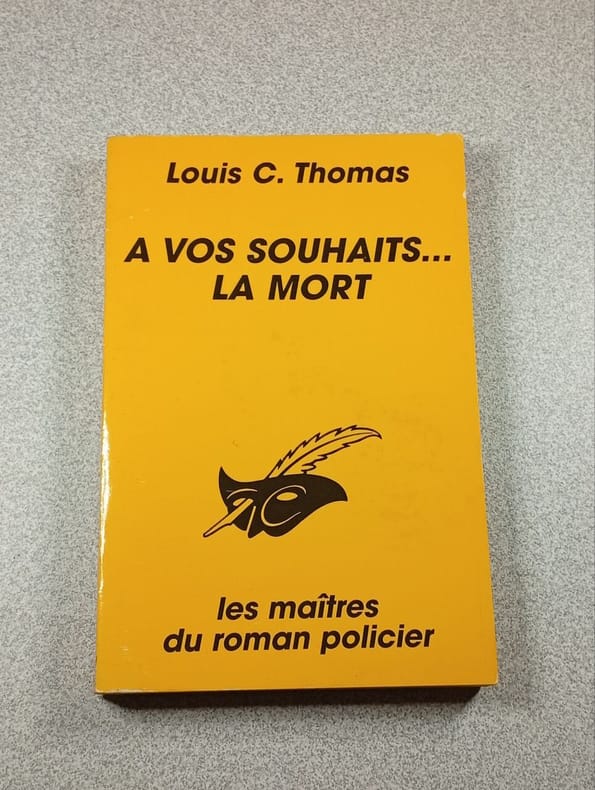 Louis C. Thomas
A VOS SOUHAITS...
LA MORT
les maîtres
du roman policier